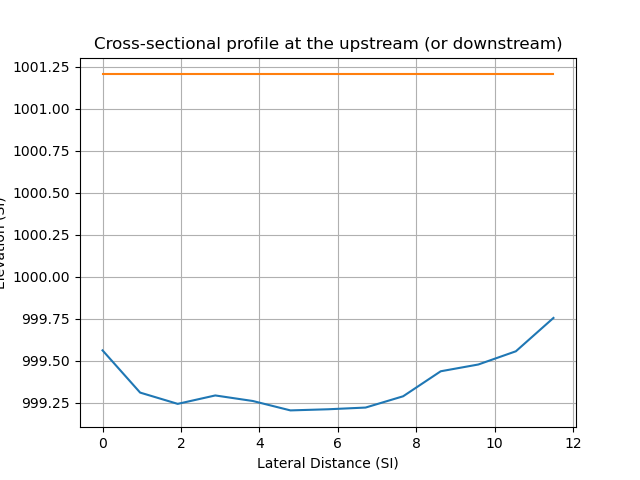 Cross-sectional profile at the upstream (or downstream)
1001.25
1001.00
1000.75
1000.50
1000.25
1000.00
999.75
999.50
999.25
Elevation (SI)
0 2 4 6 8 10 12
Lateral Distance (SI)